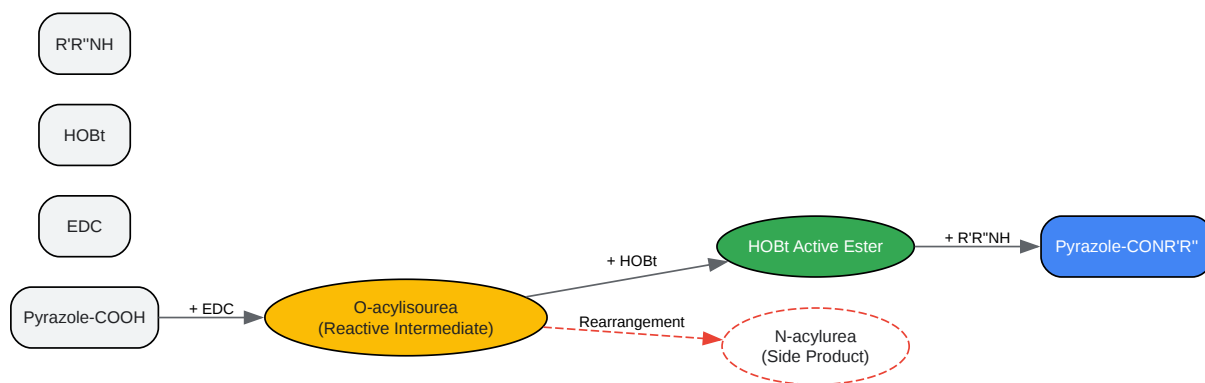 R'R''NH
HOBt
EDC
Pyrazole-COOH
+ EDC
O-acylisourea
(Reactive Intermediate)
+ HOBt
HOBt Active Ester
+ R'R''NH
Pyrazole-CONR'R''
Rearrangement
N-acylurea
(Side Product)